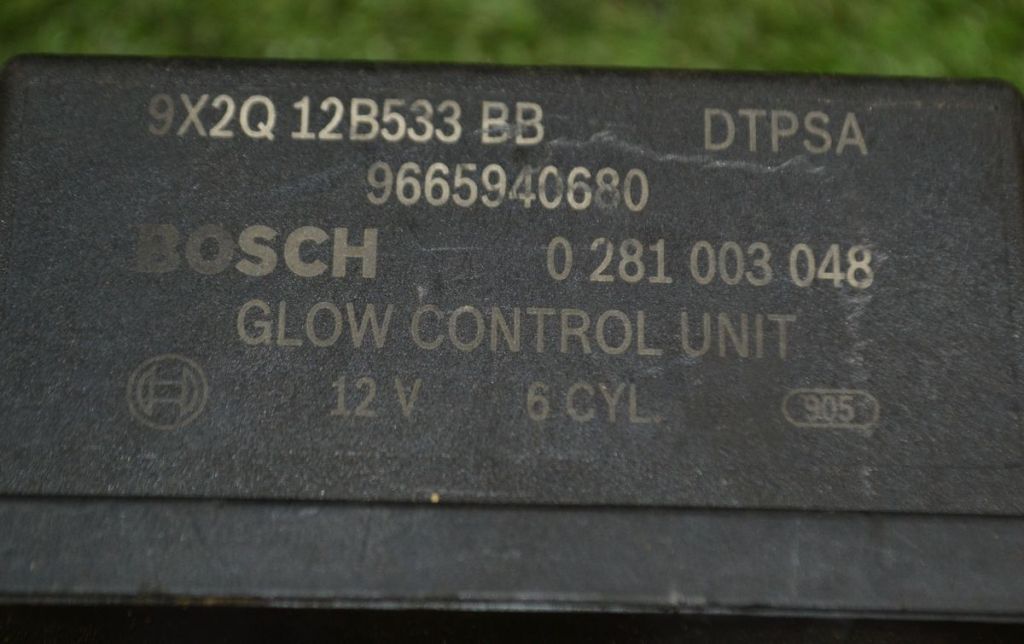 9X2Q 12B533 BB DTPSA
9665940680
BOSCH 0 281 003 048
GLOW CONTROL UNIT
12 V 6 CYL. 905